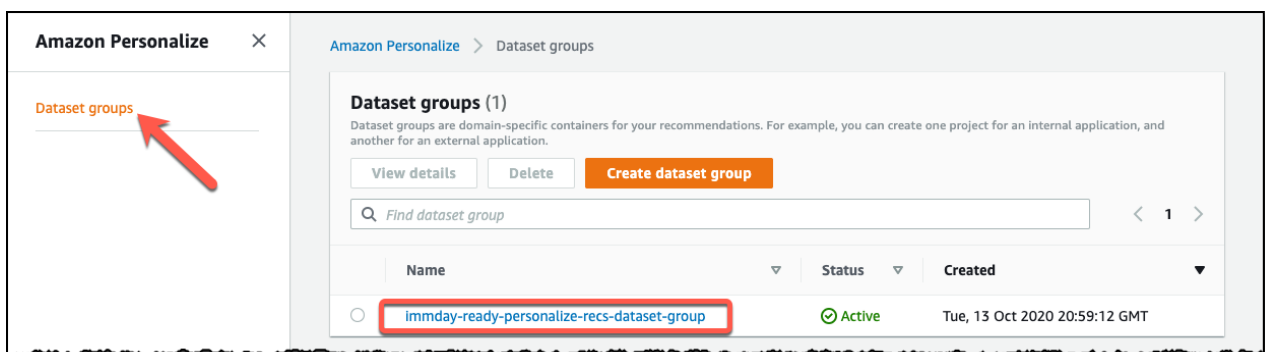 Amazon Personalize
Dataset groups
Amazon Personalize > Dataset groups
Dataset groups (1)
Dataset groups are domain-specific containers for your recommendations. For example, you can create one project for an internal application, and
another for an external application.
View details Delete Create dataset group
Find dataset group
1
Name Status Created
immday-ready-personalize-recs-dataset-group Active Tue, 13 Oct 2020 20:59:12 GMT